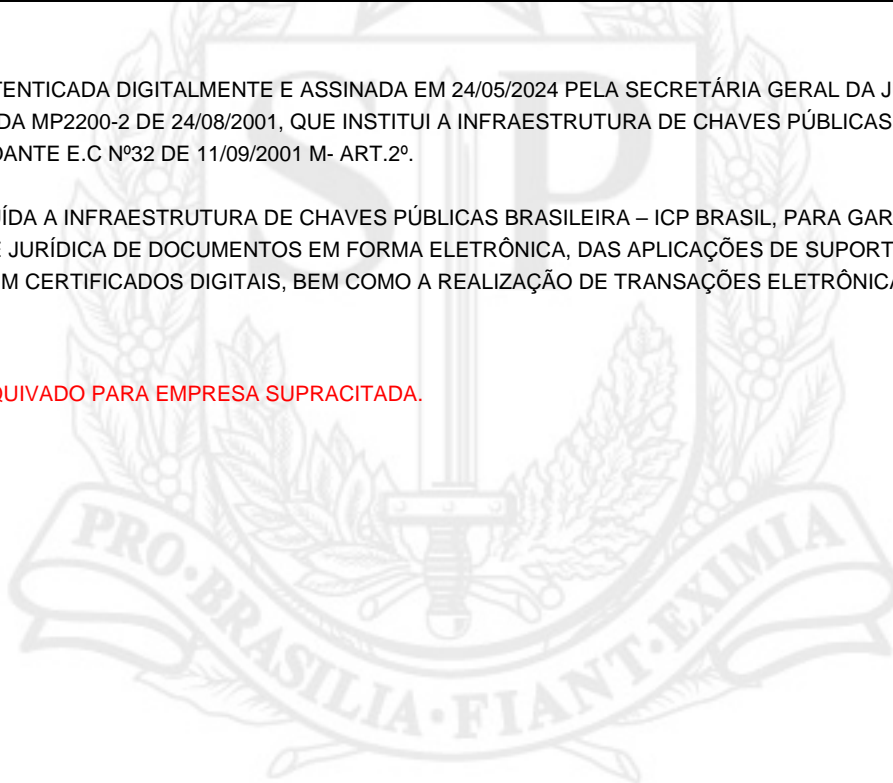 TENTICADA DIGITALMENTE E ASSINADA EM 24/05/2024 PELA SECRETÁRIA GERAL DA J
DA MP2200-2 DE 24/08/2001, QUE INSTITUI A INFRAESTRUTURA DE CHAVES PÚBLICAS
DANTE E.C Nº32 DE 11/09/2001 M- ART.2º.
ÍDA A INFRAESTRUTURA DE CHAVES PÚBLICAS BRASILEIRA – ICP BRASIL, PARA GAR
E JURÍDICA DE DOCUMENTOS EM FORMA ELETRÔNICA, DAS APLICAÇÕES DE SUPORT
M CERTIFICADOS DIGITAIS, BEM COMO A REALIZAÇÃO DE TRANSAÇÕES ELETRÔNICA
QUIVADO PARA EMPRESA SUPRACITADA.
SP
PRO·BRASILIA·FIANT·EXIMIA